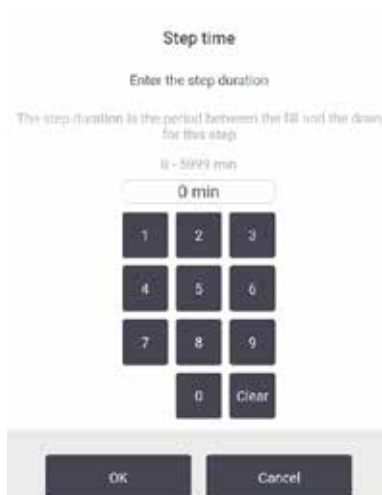 Step time
Enter the step duration
The step duration is the period between the fill and the down
for this step
0 - 5999 min
0 min
1 2 3
4 5 6
7 8 9
0 Clear
OK Cancel